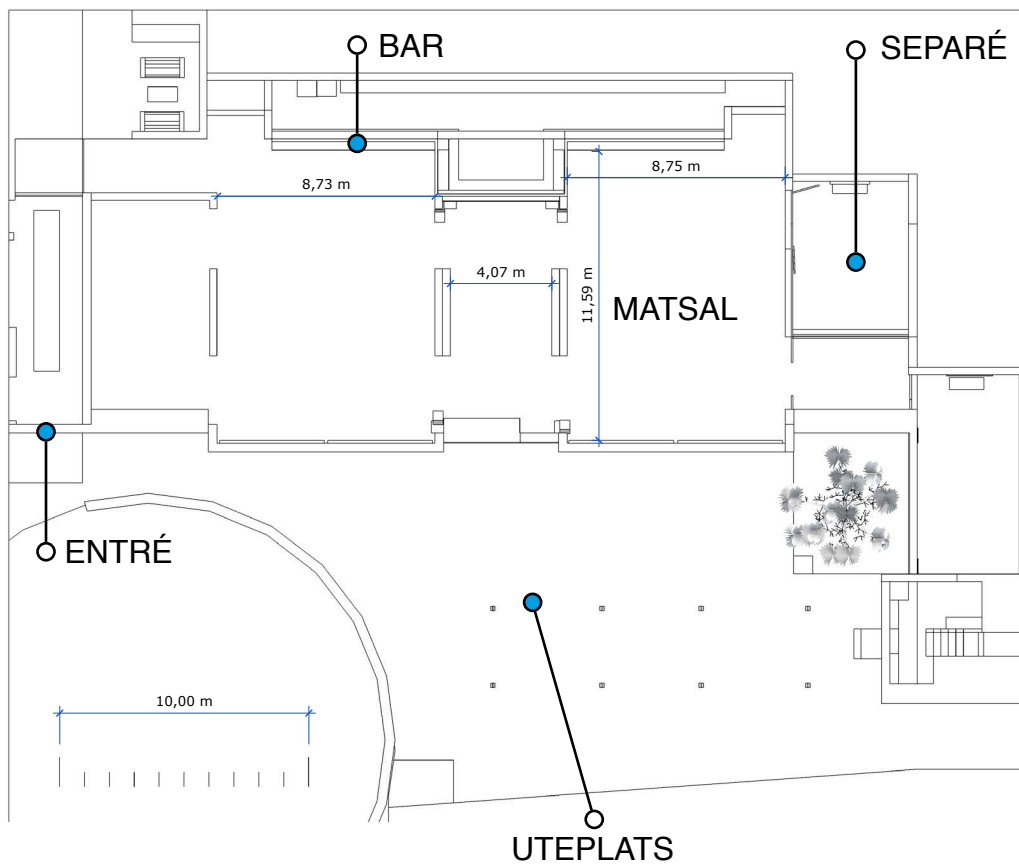 BAR
SEPARÉ
8,73 m
8,75 m
4,07 m
11,59 m
MATSAL
ENTRÉ
10,00 m
UTEPLATS